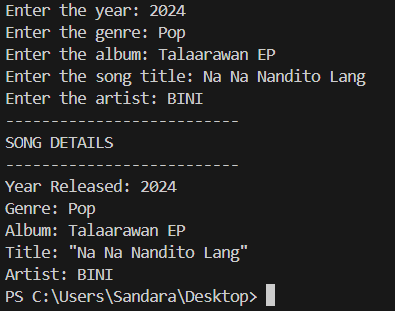 Enter the year: 2024
Enter the genre: Pop
Enter the album: Talaarawan EP
Enter the song title: Na Na Nandito Lang
Enter the artist: BINI
--------------------------
SONG DETAILS
--------------------------
Year Released: 2024
Genre: Pop
Album: Talaarawan EP
Title: "Na Na Nandito Lang"
Artist: BINI
PS C:\Users\Sandara\Desktop>